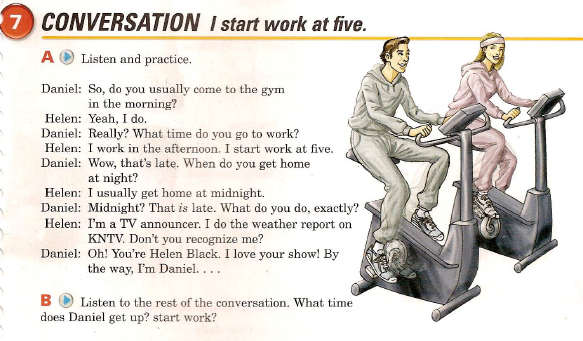 7 CONVERSATION I start work at five.
A Listen and practice.
Daniel: So, do you usually come to the gym
in the morning?
Helen: Yeah, I do.
Daniel: Really? What time do you go to work?
Helen: I work in the afternoon. I start work at five.
Daniel: Wow, that's late. When do you get home
at night?
Helen: I usually get home at midnight.
Daniel: Midnight? That is late. What do you do, exactly?
Helen: I'm a TV announcer. I do the weather report on
KNTV. Don't you recognize me?
Daniel: Oh! You're Helen Black. I love your show! By
the way, I'm Daniel. . . .
B Listen to the rest of the conversation. What time
does Daniel get up? start work?